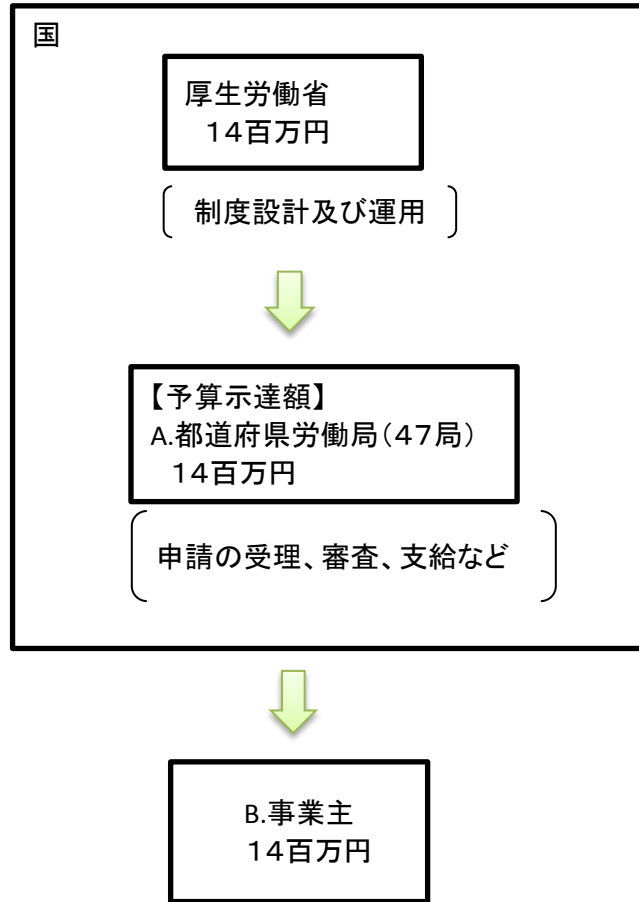 国
厚生労働省
14百万円
制度設計及び運用
【予算示達額】
A.都道府県労働局(47局)
14百万円
申請の受理、審査、支給など
B.事業主
14百万円